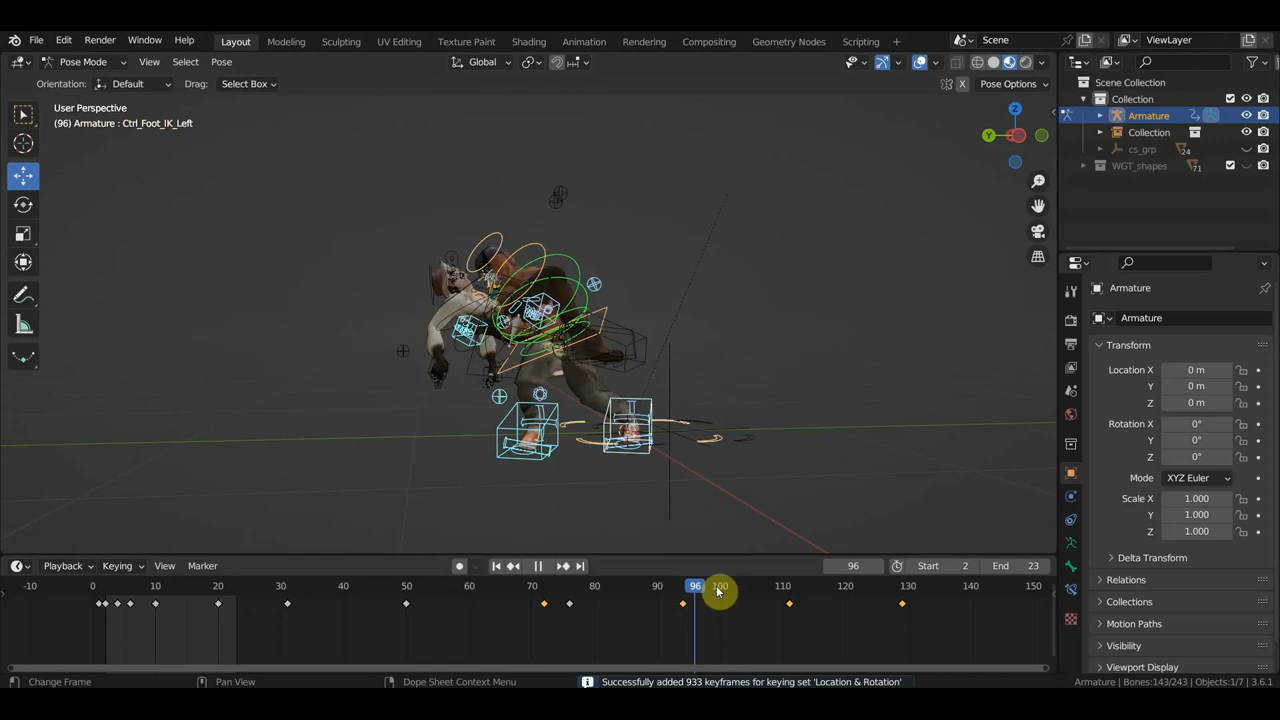 File Edit Render Window Help Layout Modeling Sculpting UV Editing Texture Paint Shading Animation Rendering Compositing Geometry Nodes Scripting + Scene ViewLayer
Pose Mode View Select Pose Global X Pose Options
Orientation: Default Drag: Select Box
User Perspective
(96) Armature : Ctrl_Foot_IK_Left
Z
Y
Scene Collection
Collection
Armature
Collection
cs_grp 24
WGT_shapes 71
Armature
Armature
Transform
Location X 0 m
Y 0 m
Z 0 m
Rotation X 0°
Y 0°
Z 0°
Mode XYZ Euler
Scale X 1.000
Y 1.000
Z 1.000
Delta Transform
Relations
Collections
Motion Paths
Visibility
Viewport Display
Playback Keying View Marker 96 Start 2 End 23
-10 0 10 20 30 40 50 60 70 80 90 96 100 110 120 130 140 150
Change Frame Pan View Dope Sheet Context Menu Successfully added 933 keyframes for keying set 'Location & Rotation' Armature | Bones:143/243 | Objects:1/7 | 3.6.1